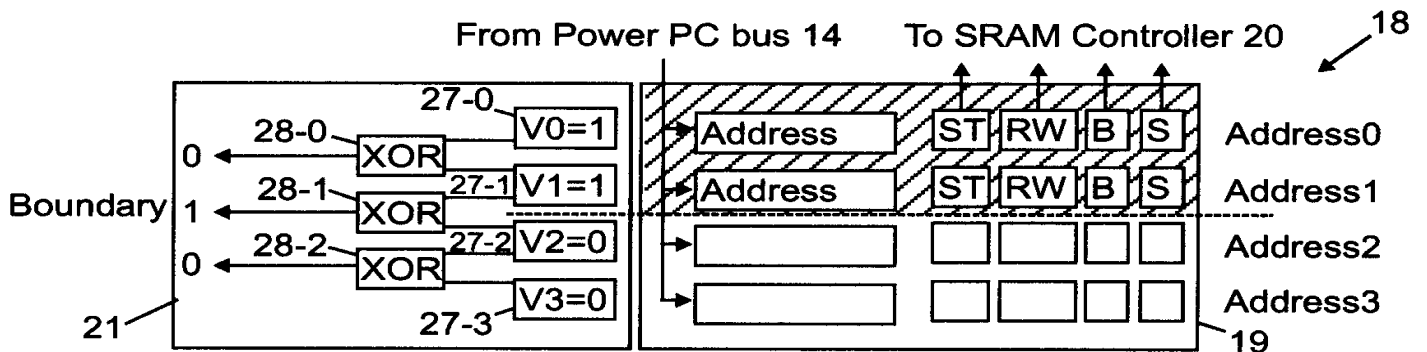 From Power PC bus 14 To SRAM Controller 20 18
27-0 V0=1 Address ST RW B S Address0
28-0 XOR 0
27-1 V1=1 Address ST RW B S Address1
Boundary 1 28-1 XOR
27-2 V2=0 Address2
0 28-2 XOR
V3=0 Address3
21 27-3 19